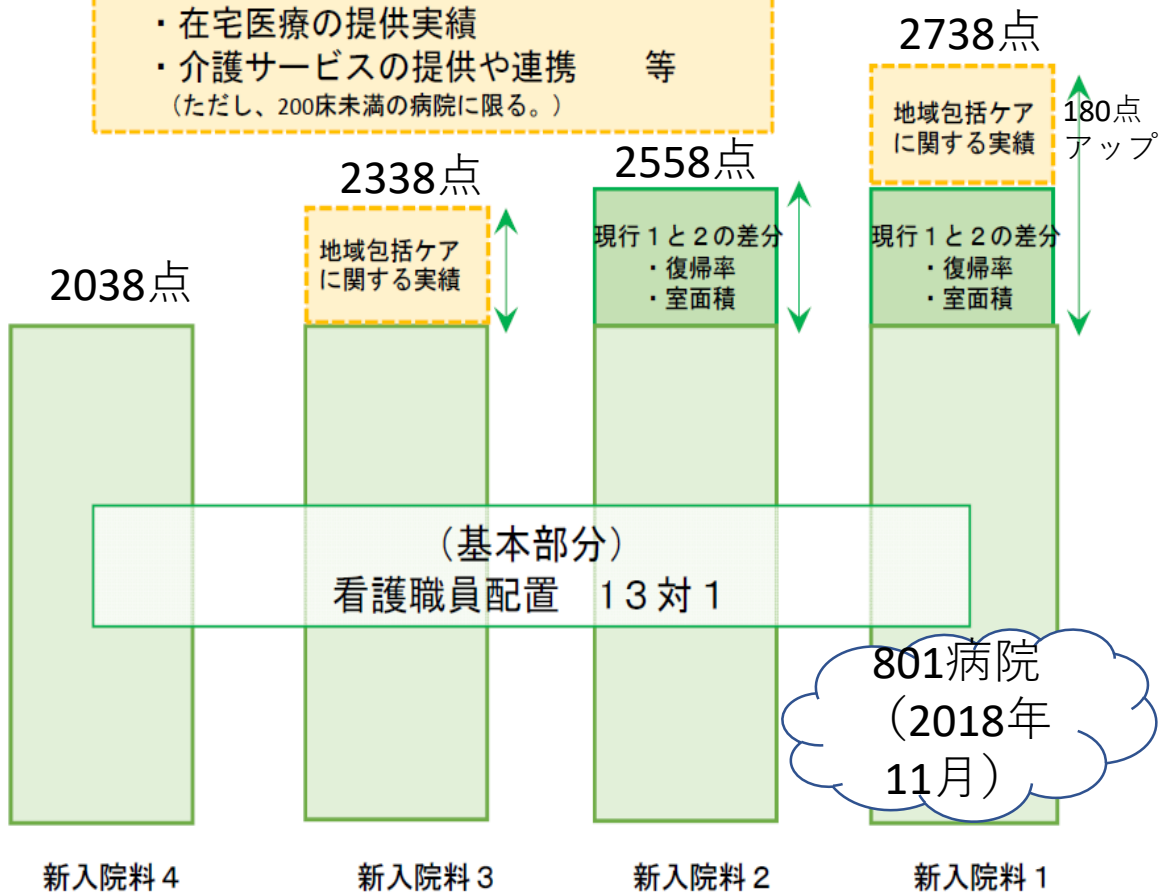 ・在宅医療の提供実績
・介護サービスの提供や連携　　等
（ただし、200床未満の病院に限る。）
2738点
地域包括ケア
に関する実績
180点
アップ
2558点
現行１と２の差分
・復帰率
・室面積
現行１と２の差分
・復帰率
・室面積
2338点
地域包括ケア
に関する実績
2038点
（基本部分）
看護職員配置　１３対１
801病院
（2018年
11月）
新入院料４
新入院料３
新入院料２
新入院料１